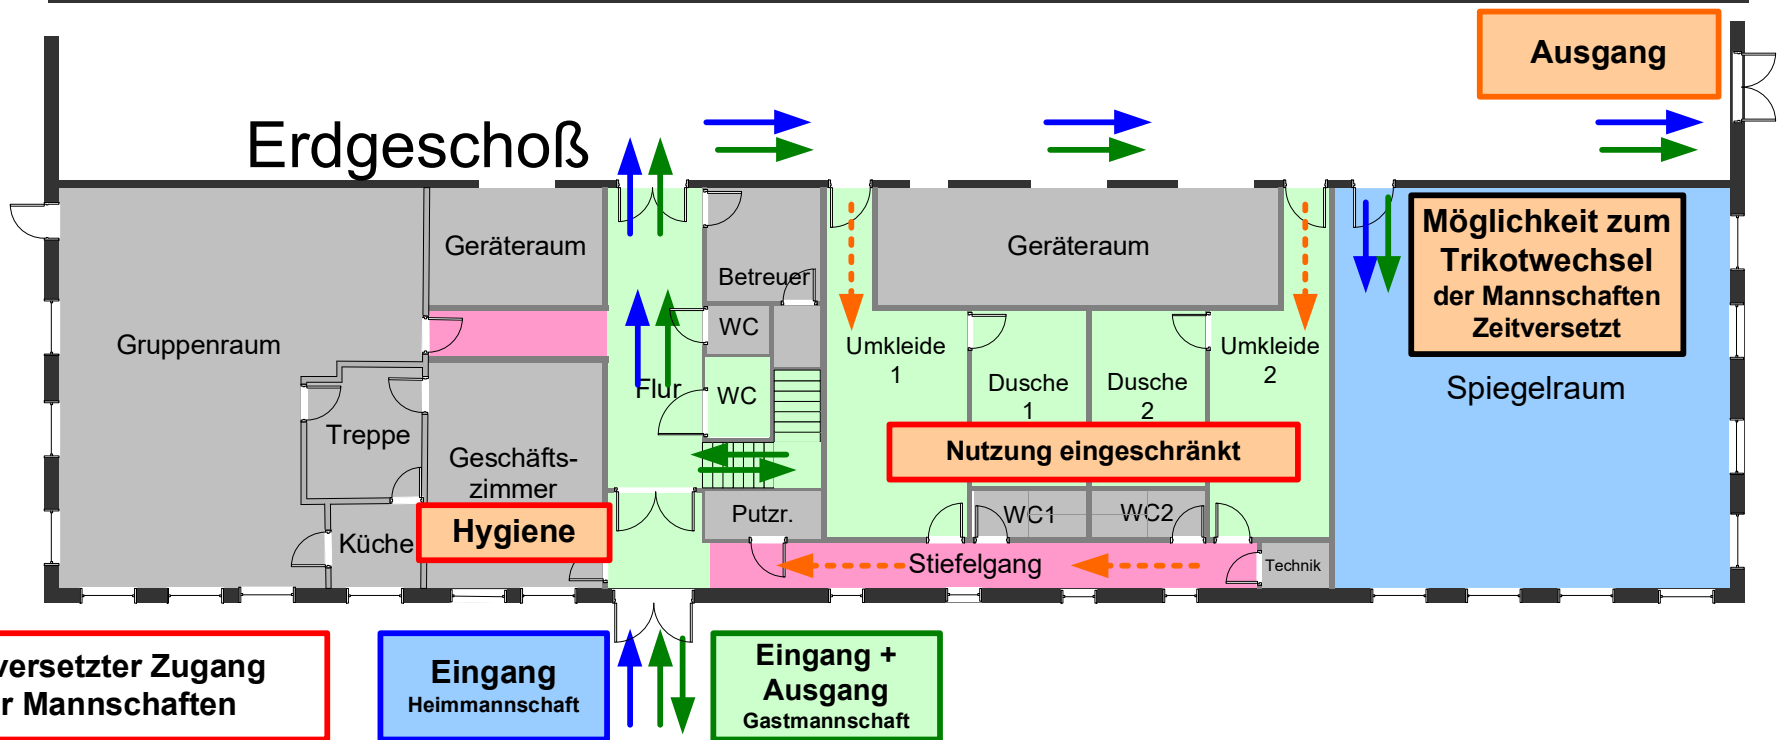 Ausgang
Erdgeschoß
Geräteraum
Betreuer
WC
WC
Gruppenraum
Flur
Treppe
Geschäfts-
zimmer
Küche
Hygiene
Putzr.
Geräteraum
Umkleide
1
Dusche
1
Dusche
2
Umkleide
2
Nutzung eingeschränkt
WC1
WC2
Stiefelgang
Technik
Möglichkeit zum
Trikotwechsel
der Mannschaften
Zeitversetzt
Spiegelraum
versetzter Zugang
r Mannschaften
Eingang
Heimmannschaft
Eingang +
Ausgang
Gastmannschaft